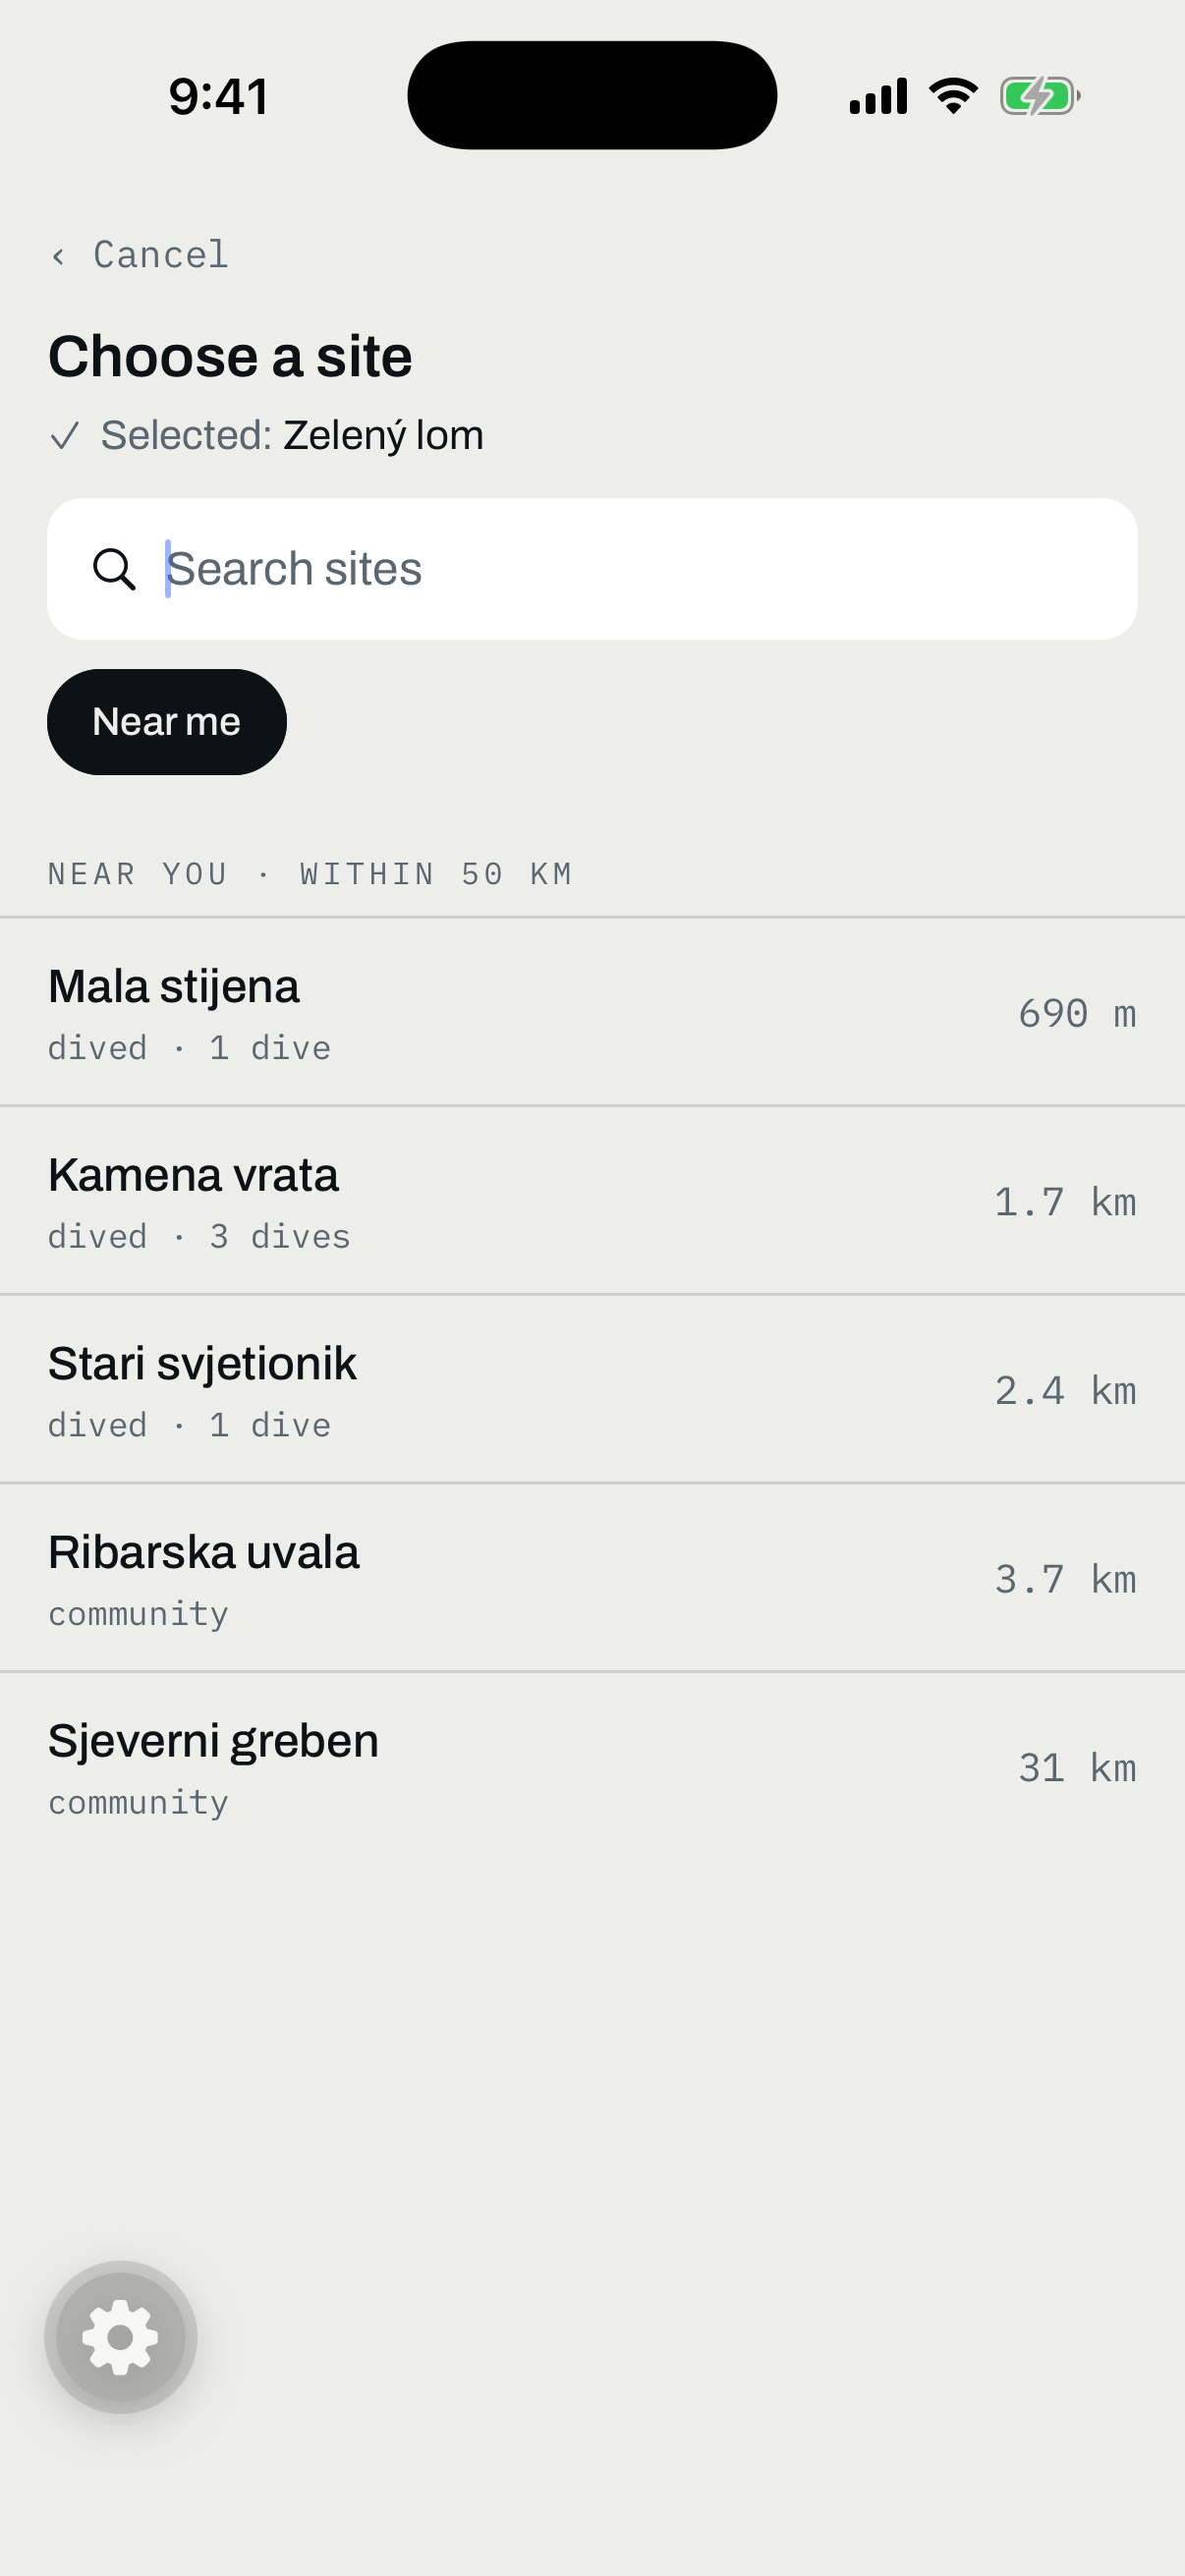 9:41
‹ Cancel
Choose a site
✓ Selected: Zelený lom
Search sites
Near me
NEAR YOU · WITHIN 50 KM
Mala stijena
dived · 1 dive
690 m
Kamena vrata
dived · 3 dives
1.7 km
Stari svjetionik
dived · 1 dive
2.4 km
Ribarska uvala
community
3.7 km
Sjeverni greben
community
31 km